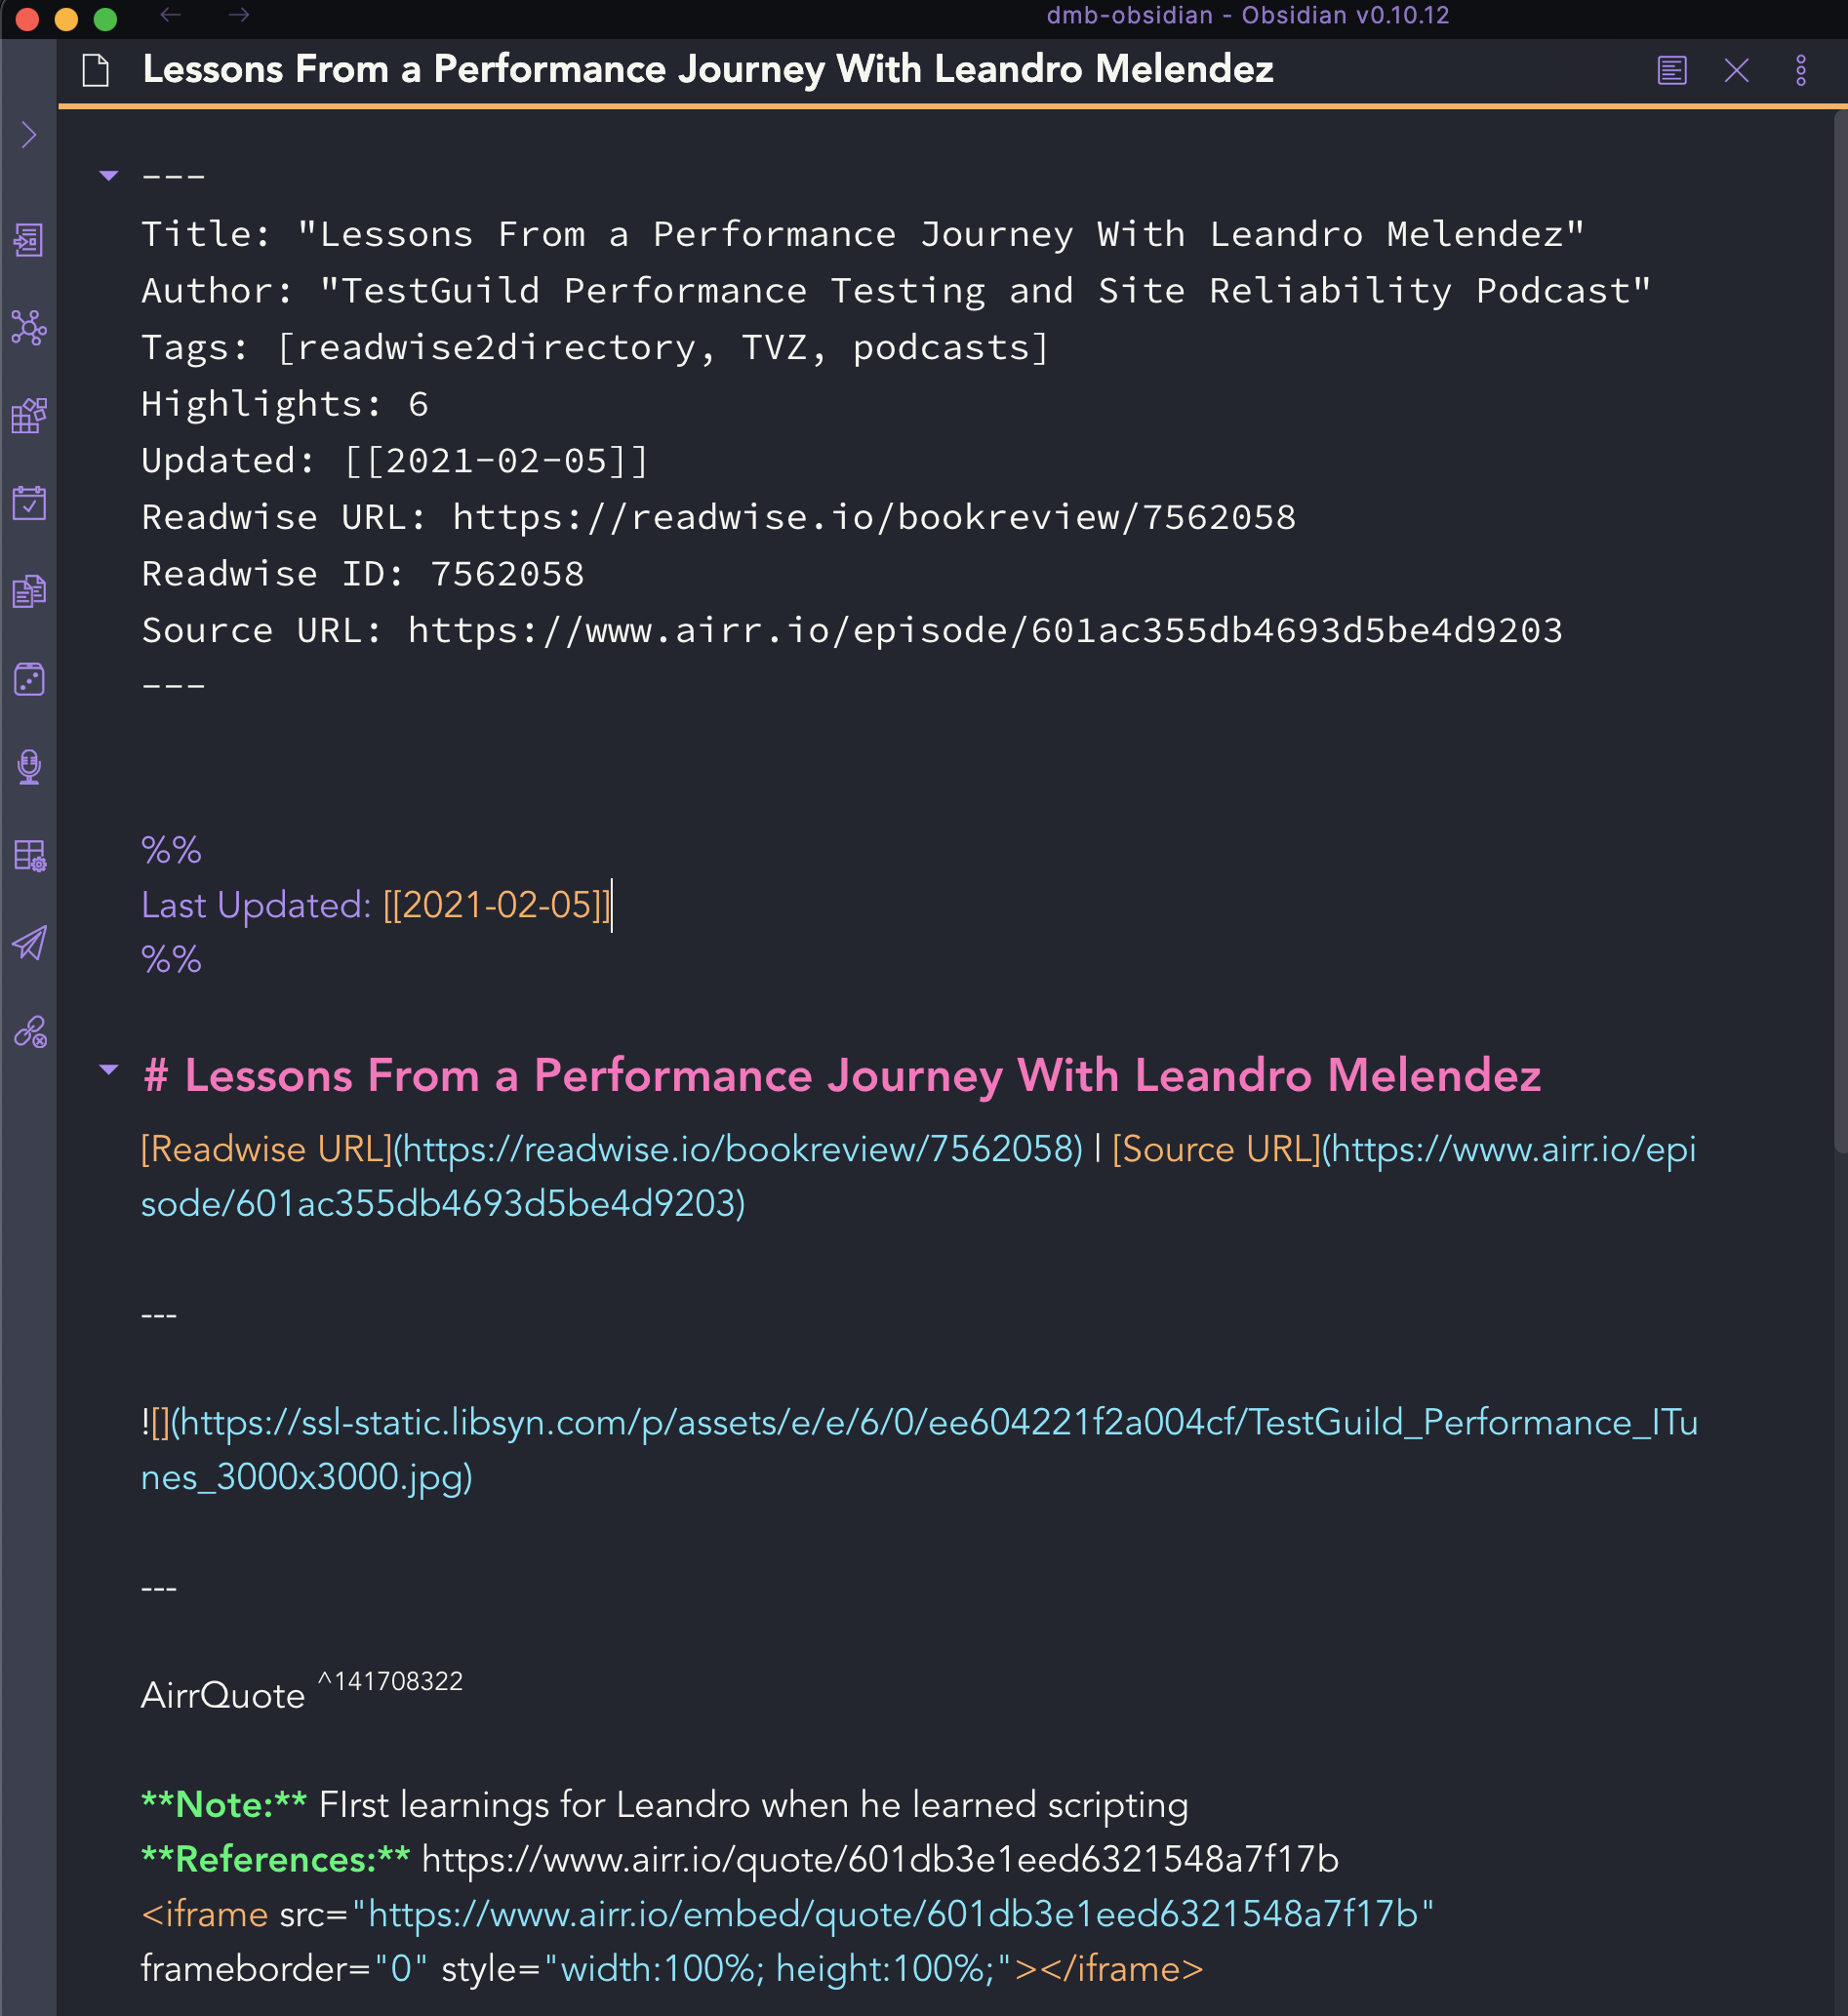 dmb-obsidian - Obsidian v0.10.12
Lessons From a Performance Journey With Leandro Melendez
---
Title: "Lessons From a Performance Journey With Leandro Melendez"
Author: "TestGuild Performance Testing and Site Reliability Podcast"
Tags: [readwise2directory, TVZ, podcasts]
Highlights: 6
Updated: [[2021-02-05]]
Readwise URL: https://readwise.io/bookreview/7562058
Readwise ID: 7562058
Source URL: https://www.airr.io/episode/601ac355db4693d5be4d9203
---
%%
Last Updated: [[2021-02-05]]
%%
# Lessons From a Performance Journey With Leandro Melendez
[Readwise URL](https://readwise.io/bookreview/7562058) | [Source URL](https://www.airr.io/epi
sode/601ac355db4693d5be4d9203)
---
![](https://ssl-static.libsyn.com/p/assets/e/e/6/0/ee604221f2a004cf/TestGuild_Performance_ITu
nes_3000x3000.jpg)
---
AirrQuote ^141708322
**Note:** FIrst learnings for Leandro when he learned scripting
**References:** https://www.airr.io/quote/601db3e1eed6321548a7f17b
<iframe src="https://www.airr.io/embed/quote/601db3e1eed6321548a7f17b"
frameborder="0" style="width:100%; height:100%;"></iframe>